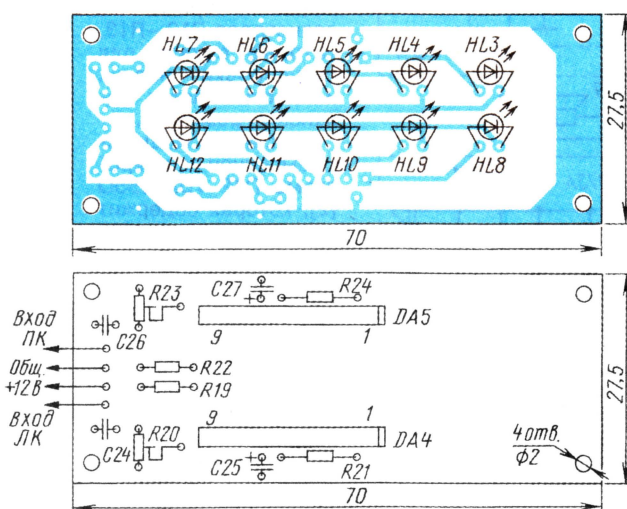 HL7 HL6 HL5 HL4 HL3
HL12 HL11 HL10 HL9 HL8
27,5
70
C27 R24
R23
9 1 DA5
C26
Вход
ПК
Общ.
+12В
Вход
ЛК
R22
R19
27,5
R20
9 1 DA4
C24
C25 R21
4 отв.
ϕ2
70